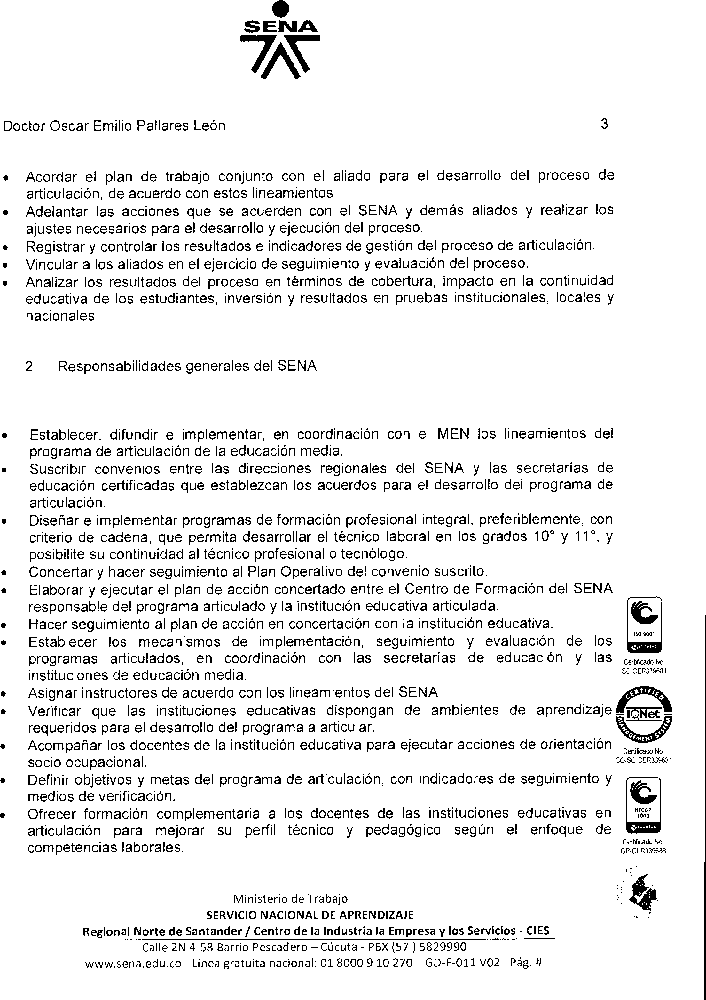 SENA
Doctor Oscar Emilio Pallares León 3
• Acordar el plan de trabajo conjunto con el aliado para el desarrollo del proceso de
articulación, de acuerdo con estos lineamientos.
• Adelantar las acciones que se acuerden con el SENA y demás aliados y realizar los
ajustes necesarios para el desarrollo y ejecución del proceso.
• Registrar y controlar los resultados e indicadores de gestión del proceso de articulación.
• Vincular a los aliados en el ejercicio de seguimiento y evaluación del proceso.
• Analizar los resultados del proceso en términos de cobertura, impacto en la continuidad
educativa de los estudiantes, inversión y resultados en pruebas institucionales, locales y
nacionales
2. Responsabilidades generales del SENA
• Establecer, difundir e implementar, en coordinación con el MEN los lineamientos del
programa de articulación de la educación media.
• Suscribir convenios entre las direcciones regionales del SENA y las secretarías de
educación certificadas que establezcan los acuerdos para el desarrollo del programa de
articulación.
• Diseñar e implementar programas de formación profesional integral, preferiblemente, con
criterio de cadena, que permita desarrollar el técnico laboral en los grados 10° y 11°, y
posibilite su continuidad al técnico profesional o tecnólogo.
• Concertar y hacer seguimiento al Plan Operativo del convenio suscrito.
• Elaborar y ejecutar el plan de acción concertado entre el Centro de Formación del SENA
responsable del programa articulado y la institución educativa articulada.
• Hacer seguimiento al plan de acción en concertación con la institución educativa.
• Establecer los mecanismos de implementación, seguimiento y evaluación de los
programas articulados, en coordinación con las secretarías de educación y las
instituciones de educación media.
• Asignar instructores de acuerdo con los lineamientos del SENA
• Verificar que las instituciones educativas dispongan de ambientes de aprendizaje
requeridos para el desarrollo del programa a articular.
• Acompañar los docentes de la institución educativa para ejecutar acciones de orientación
socio ocupacional.
• Definir objetivos y metas del programa de articulación, con indicadores de seguimiento y
medios de verificación.
• Ofrecer formación complementaria a los docentes de las instituciones educativas en
articulación para mejorar su perfil técnico y pedagógico según el enfoque de
competencias laborales.
ISO 9001
icontec
Certificado No
SC-CER339681
CERTIFIED
IQNet
MANAGEMENT SYSTEM
Certificado No
CO-SC-CER339681
NTCGP
1000
icontec
Certificado No
GP-CER339688
Ministerio de Trabajo
SERVICIO NACIONAL DE APRENDIZAJE
Regional Norte de Santander / Centro de la Industria la Empresa y los Servicios - CIES
Calle 2N 4-58 Barrio Pescadero – Cúcuta - PBX (57 ) 5829990
www.sena.edu.co - Línea gratuita nacional: 01 8000 9 10 270 GD-F-011 V02 Pág. #